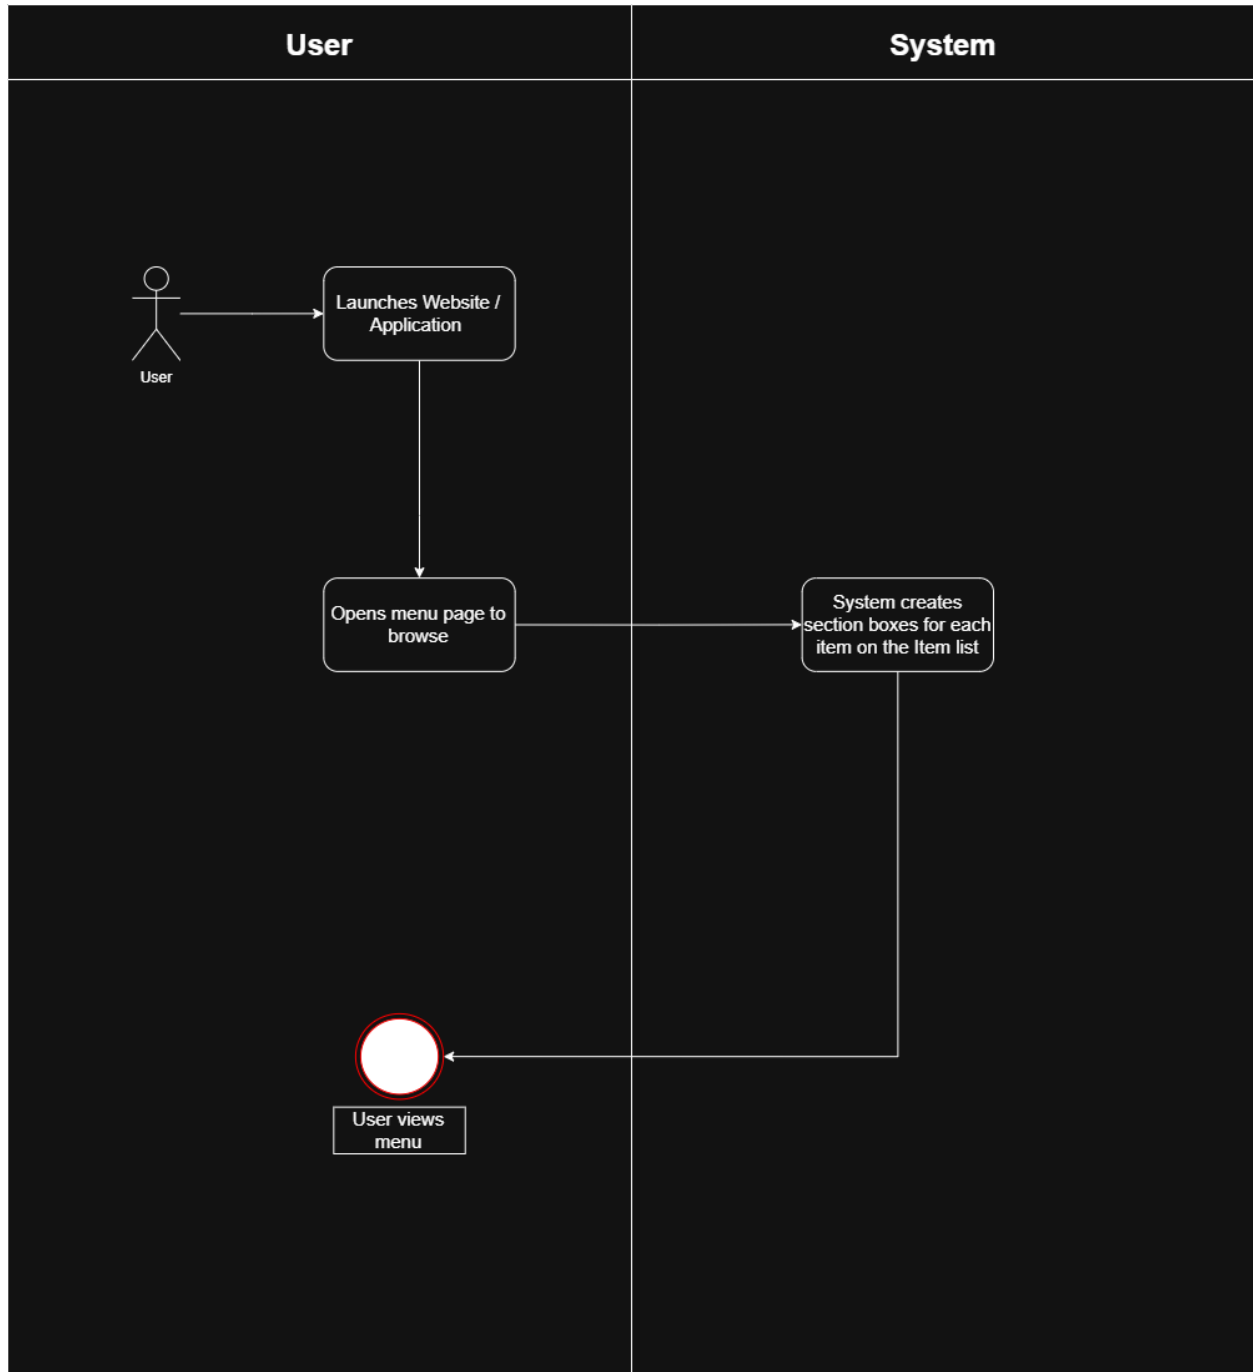 User
System
Launches Website /
Application
User
Opens menu page to
browse
System creates
section boxes for each
item on the Item list
User views
menu